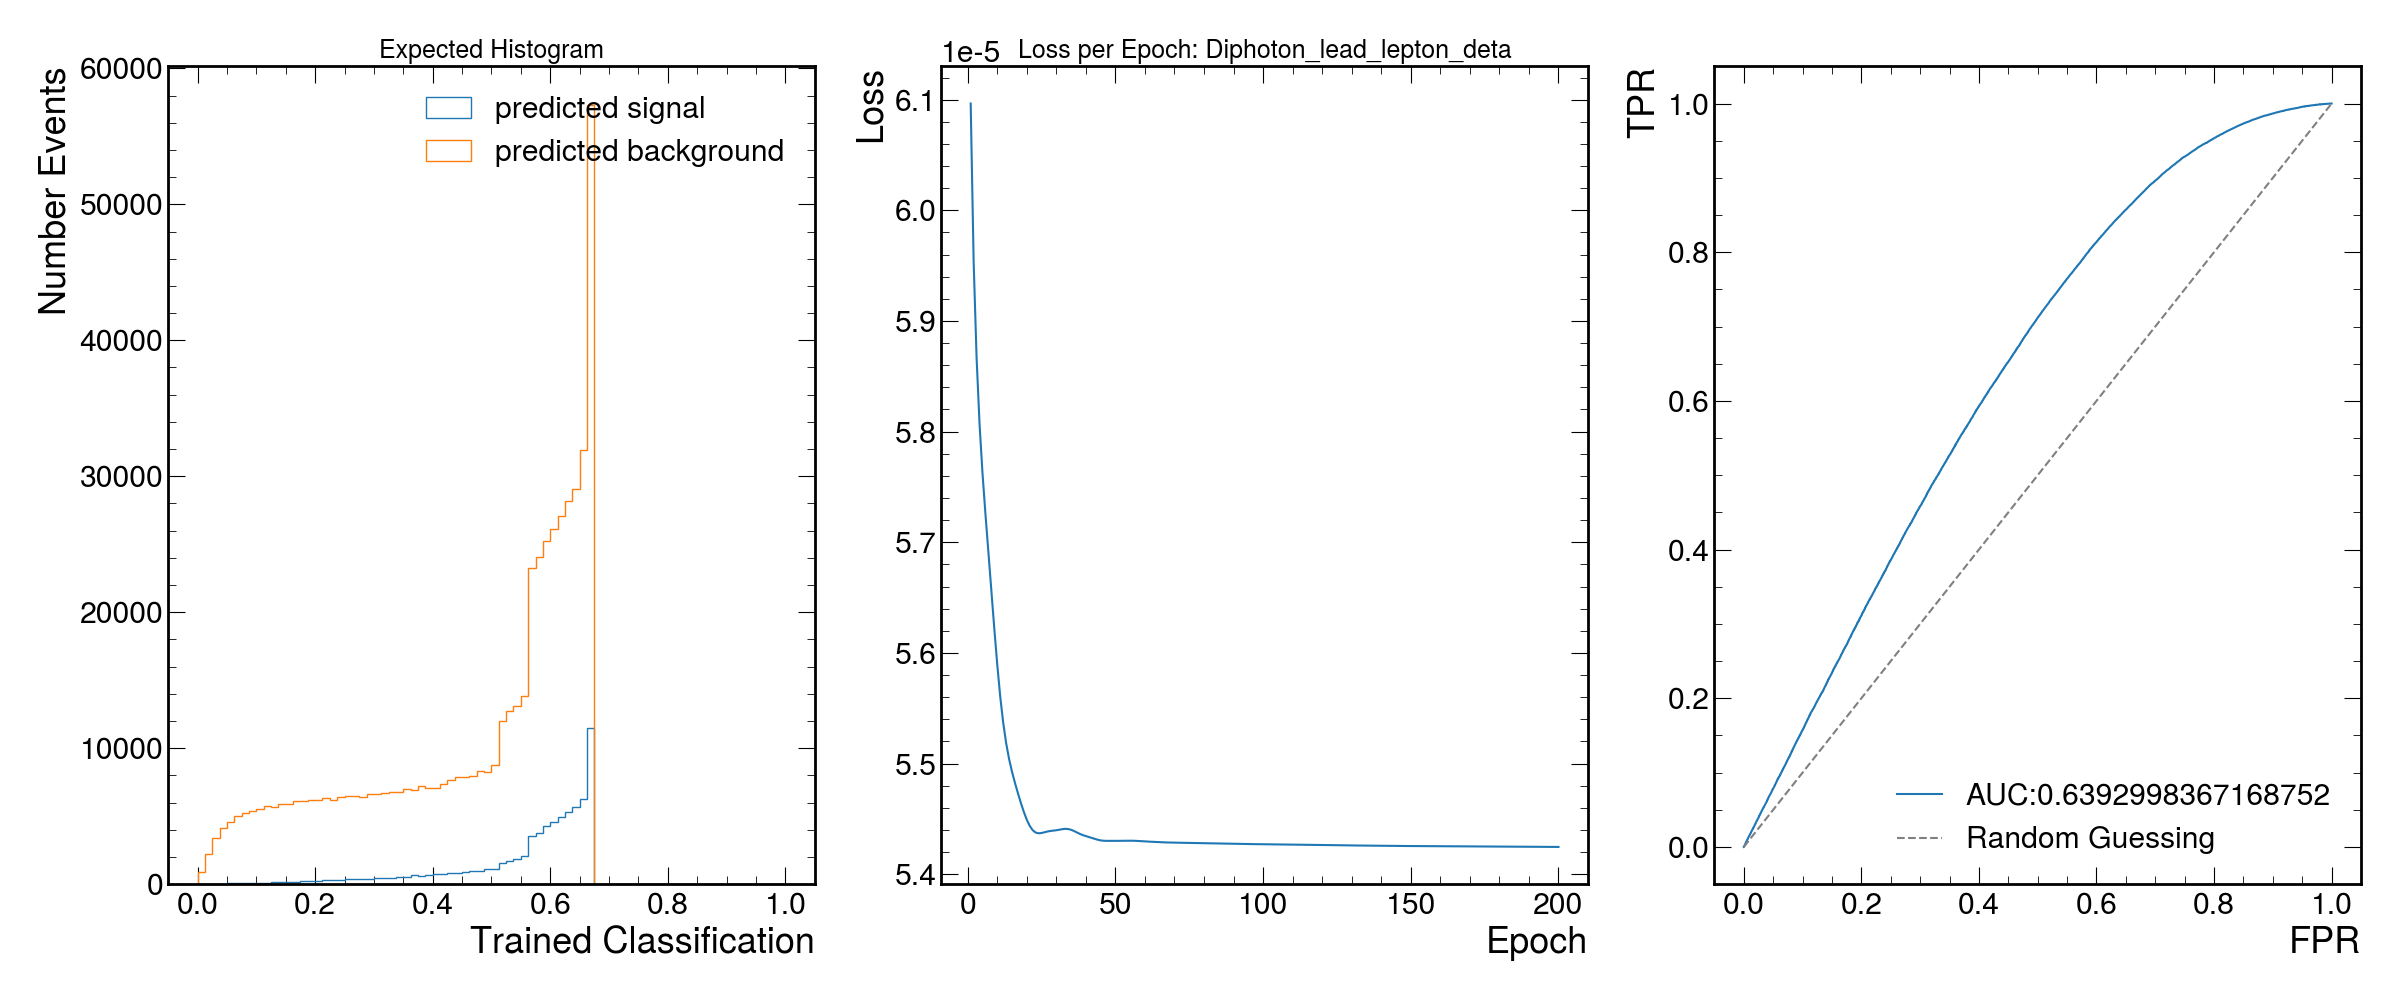 Expected Histogram
Number Events
60000
50000
40000
30000
20000
10000
0
predicted signal
predicted background
0.0 0.2 0.4 0.6 0.8 1.0
Trained Classification
1e-5 Loss per Epoch: Diphoton_lead_lepton_deta
Loss
6.1
6.0
5.9
5.8
5.7
5.6
5.5
5.4
0 50 100 150 200
Epoch
TPR
1.0
0.8
0.6
0.4
0.2
0.0
AUC:0.6392998367168752
Random Guessing
0.0 0.2 0.4 0.6 0.8 1.0
FPR